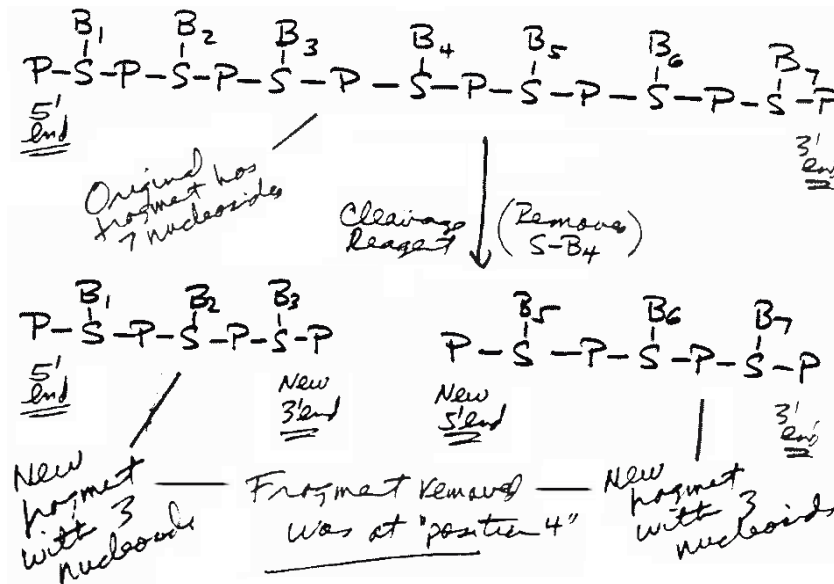 B1 B2 B3 B4 B5 B6 B7
P-S-P-S-P-S-P-S-P-S-P-S-P-S-P
5' end
3' end
Original fragment has 7 nucleosides
Cleavage Reagent
(Remove S-B4)
B1 B2 B3
P-S-P-S-P-S-P
5' end
New 3' end
B5 B6 B7
P-S-P-S-P-S-P
New 5' end
3' end
New fragment with 3 nucleosides
Fragment removed was at "position 4"
New fragment with 3 nucleosids